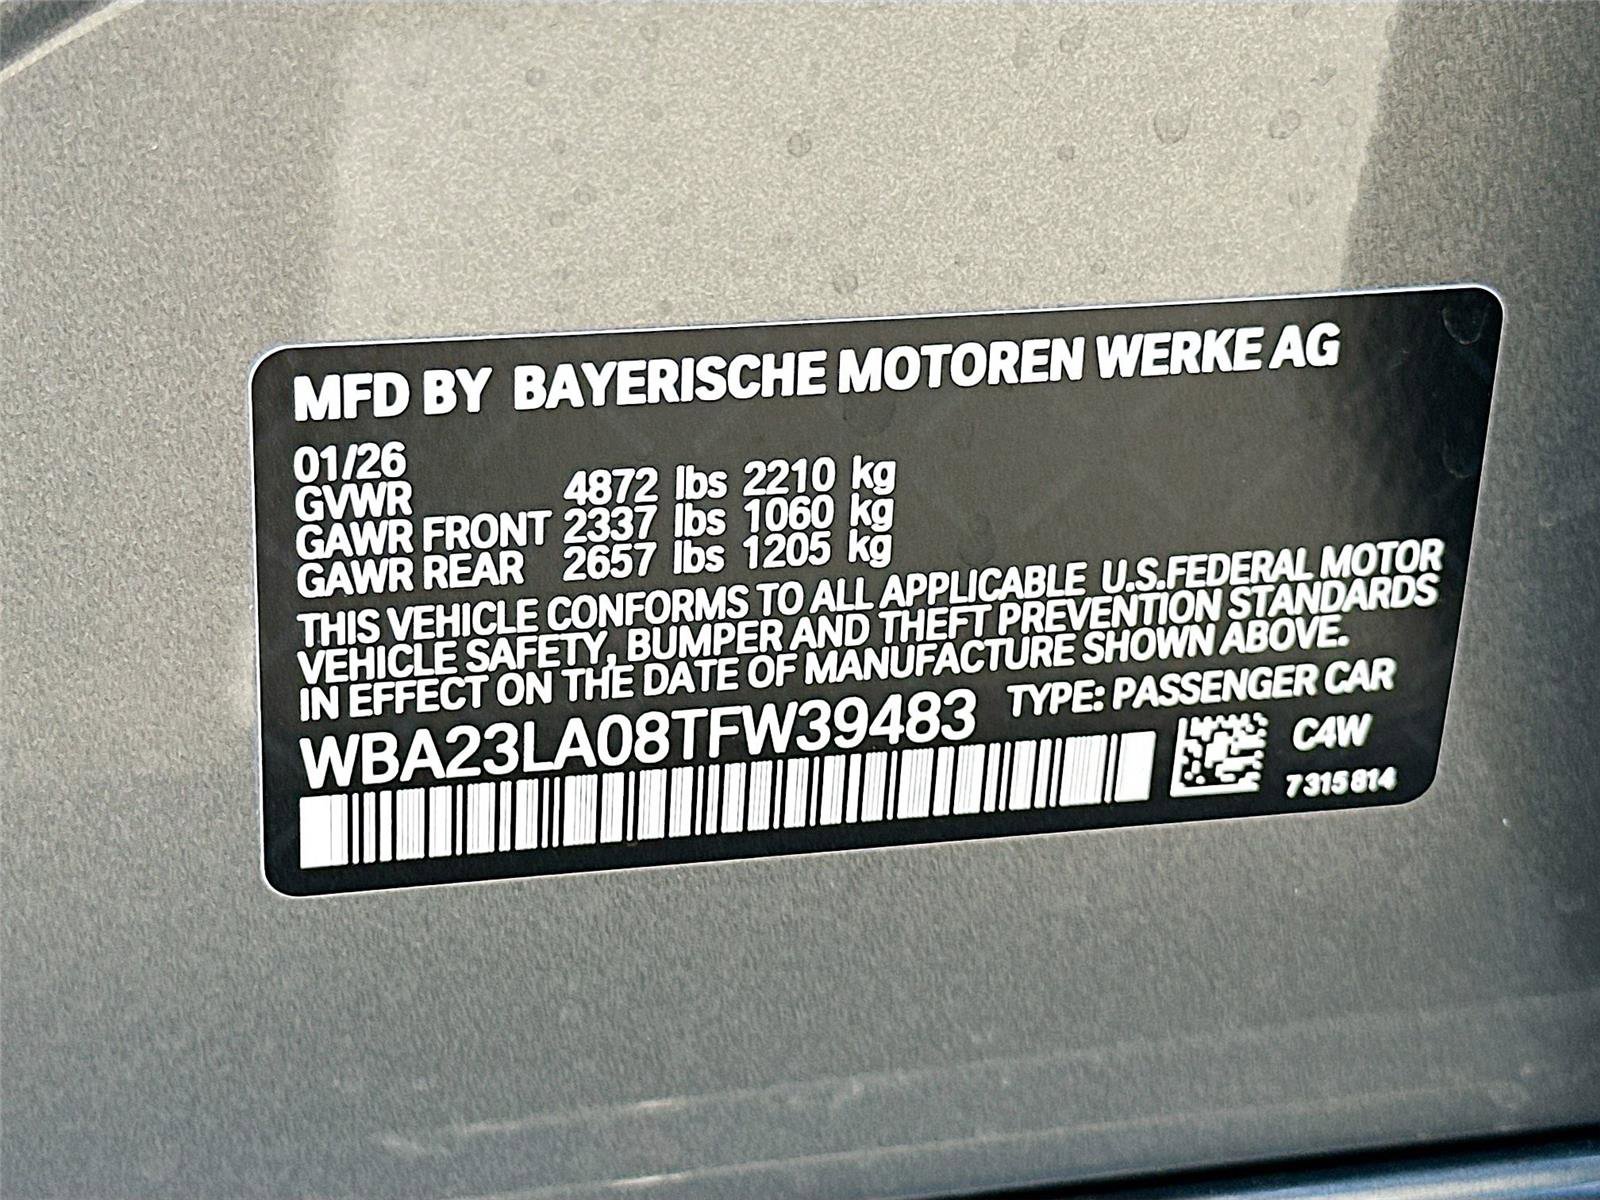 MFD BY BAYERISCHE MOTOREN WERKE AG
01/26
GVWR 4872 lbs 2210 kg
GAWR FRONT 2337 lbs 1060 kg
GAWR REAR 2657 lbs 1205 kg
THIS VEHICLE CONFORMS TO ALL APPLICABLE U.S.FEDERAL MOTOR
VEHICLE SAFETY, BUMPER AND THEFT PREVENTION STANDARDS
IN EFFECT ON THE DATE OF MANUFACTURE SHOWN ABOVE.
WBA23LA08TFW39483 TYPE: PASSENGER CAR
C4W
7315814